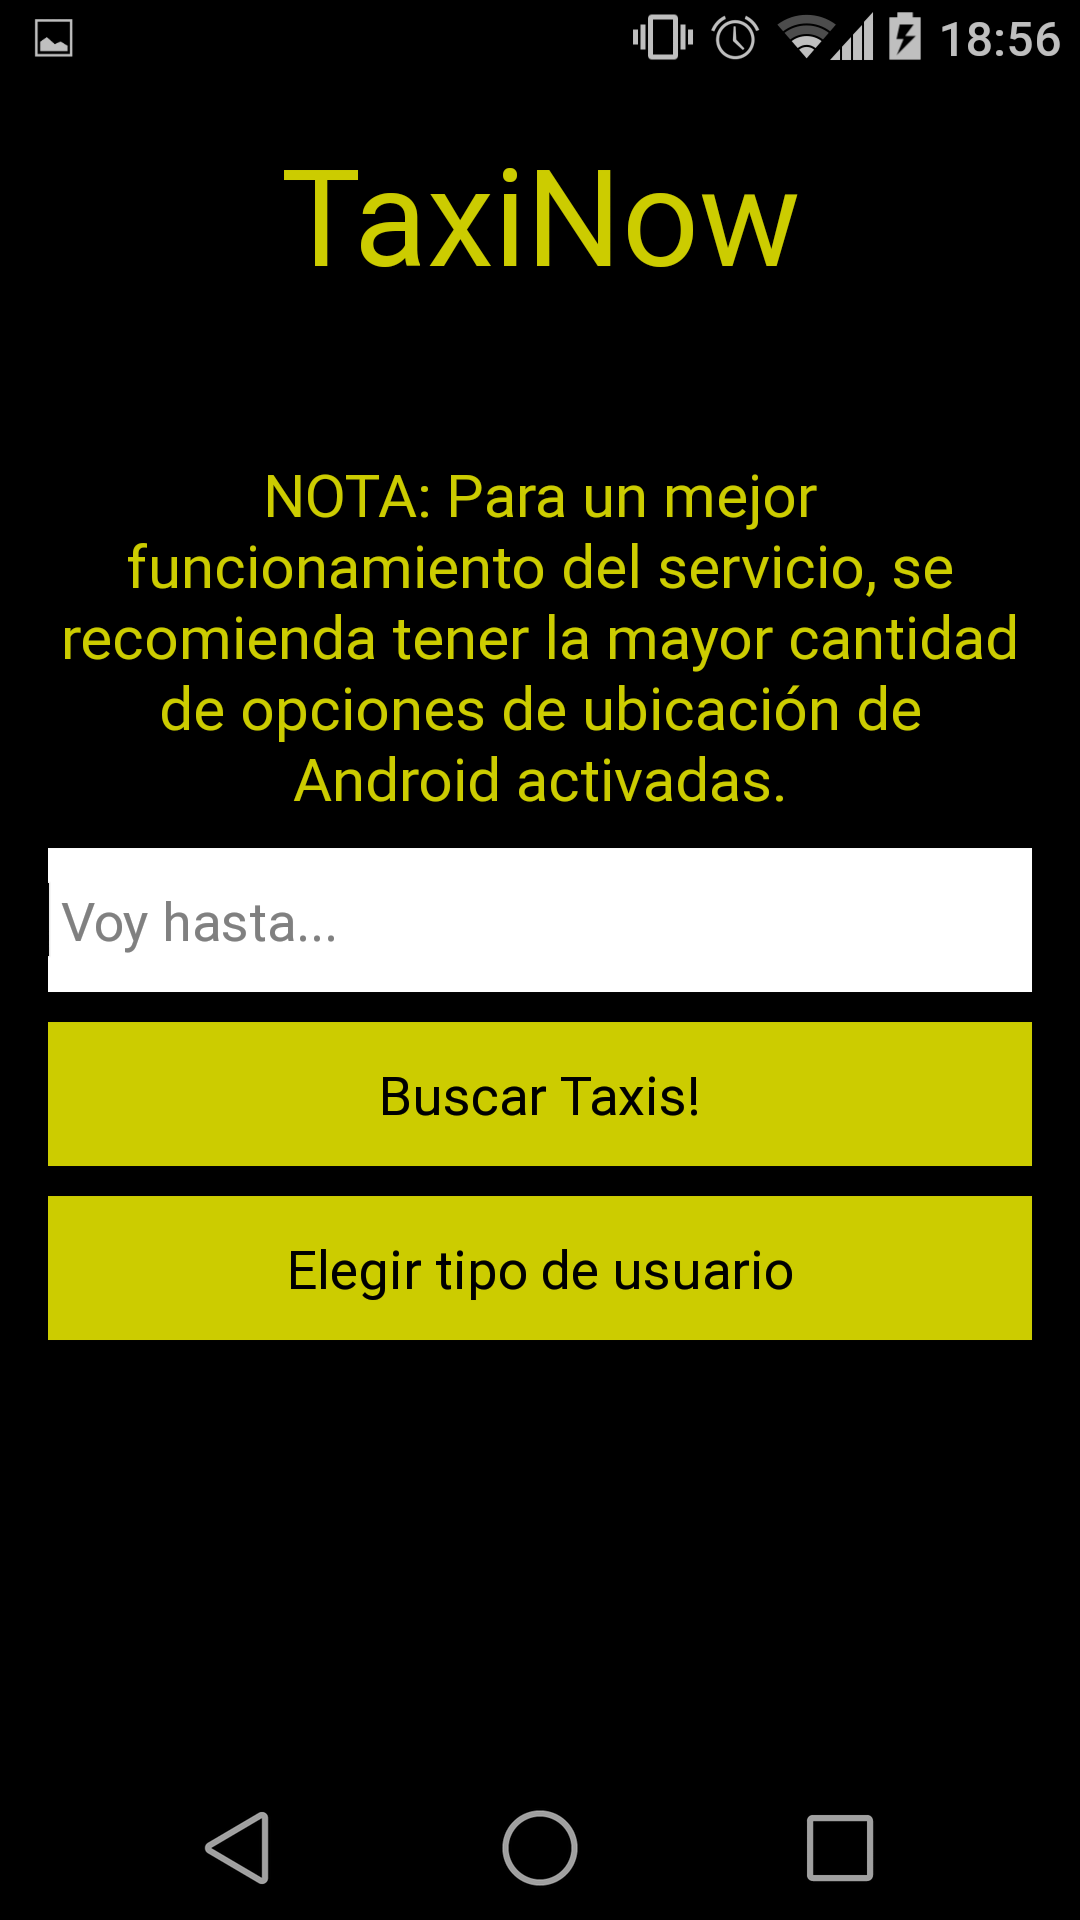 18:56
TaxiNow
NOTA: Para un mejor
funcionamiento del servicio, se
recomienda tener la mayor cantidad
de opciones de ubicación de
Android activadas.
Voy hasta...
Buscar Taxis!
Elegir tipo de usuario